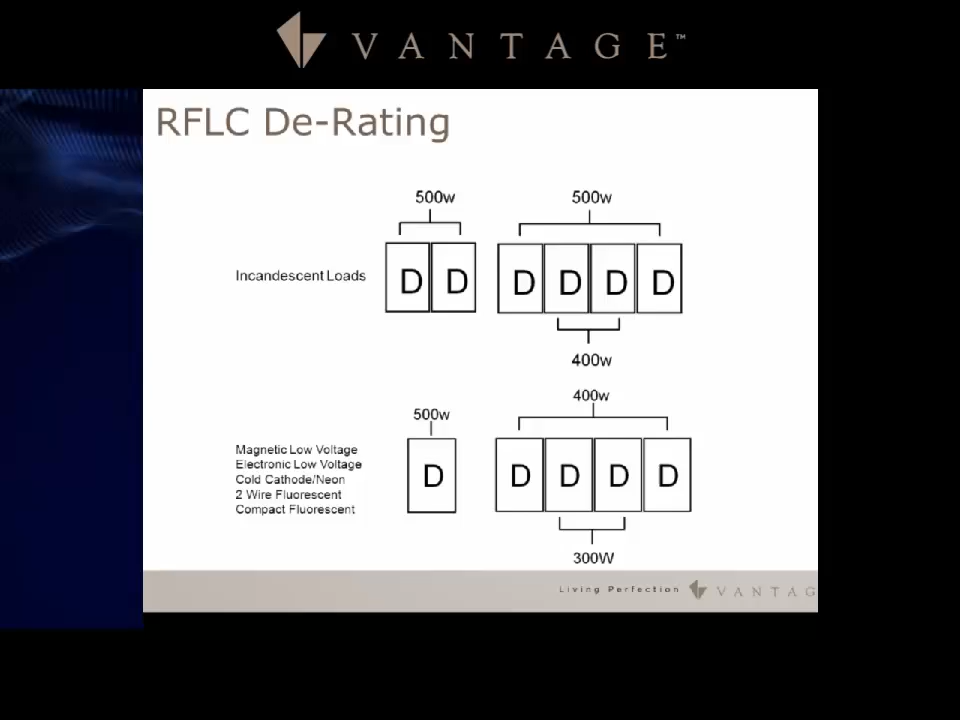 VANTAGE™
RFLC De-Rating
500w 500w
Incandescent Loads D D D D D D
400w
400w
500w
Magnetic Low Voltage
Electronic Low Voltage
Cold Cathode/Neon
2 Wire Fluorescent
Compact Fluorescent
D D D D D
300W
Living Perfection VANTAG